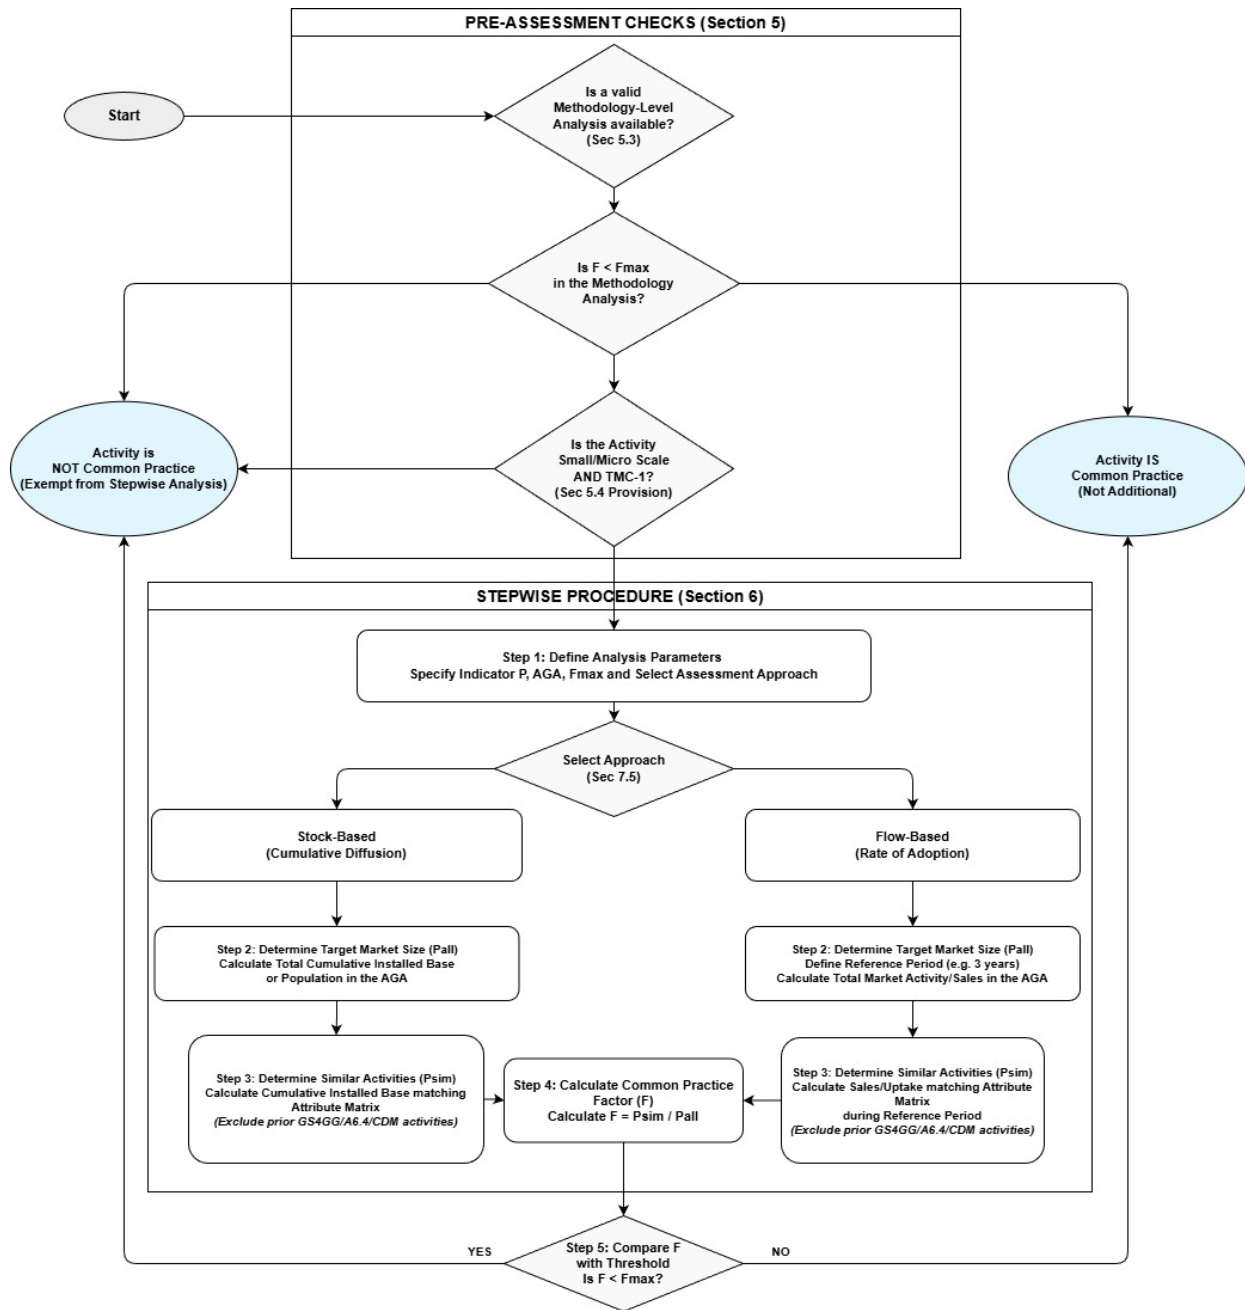 PRE-ASSESSMENT CHECKS (Section 5)
Start
Is a valid
Methodology-Level
Analysis available?
(Sec 5.3)
Is F < Fmax
in the Methodology
Analysis?
Activity is
NOT Common Practice
(Exempt from Stepwise Analysis)
Is the Activity
Small/Micro Scale
AND TMC-1?
(Sec 5.4 Provision)
Activity IS
Common Practice
(Not Additional)
STEPWISE PROCEDURE (Section 6)
Step 1: Define Analysis Parameters
Specify Indicator P, AGA, Fmax and Select Assessment Approach
Select Approach
(Sec 7.5)
Stock-Based
(Cumulative Diffusion)
Flow-Based
(Rate of Adoption)
Step 2: Determine Target Market Size (Pall)
Calculate Total Cumulative Installed Base
or Population in the AGA
Step 2: Determine Target Market Size (Pall)
Define Reference Period (e.g. 3 years)
Calculate Total Market Activity/Sales in the AGA
Step 3: Determine Similar Activities (Psim)
Calculate Cumulative Installed Base matching
Attribute Matrix
(Exclude prior GS4GG/A6.4/CDM activities)
Step 4: Calculate Common Practice
Factor (F)
Calculate F = Psim / Pall
Step 3: Determine Similar Activities (Psim)
Calculate Sales/Uptake matching Attribute
Matrix
during Reference Period
(Exclude prior GS4GG/A6.4/CDM activities)
YES
Step 5: Compare F
with Threshold
Is F < Fmax?
NO